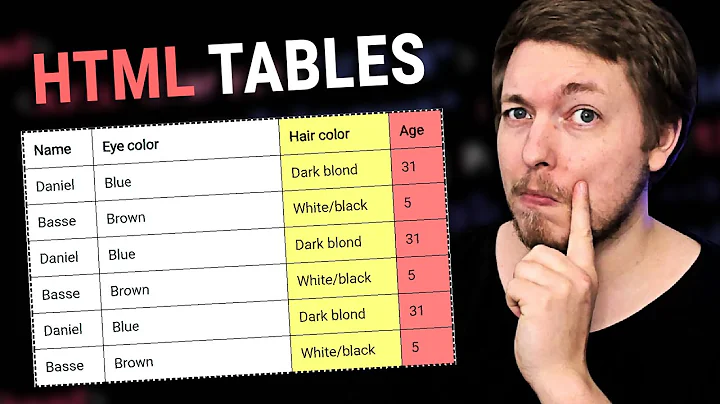 HTML TABLES
Name Eye color Hair color Age
Daniel Blue Dark blond 31
Basse Brown White/black 5
Daniel Blue Dark blond 31
Basse Brown White/black 5
Daniel Blue Dark blond 31
Basse Brown White/black 5